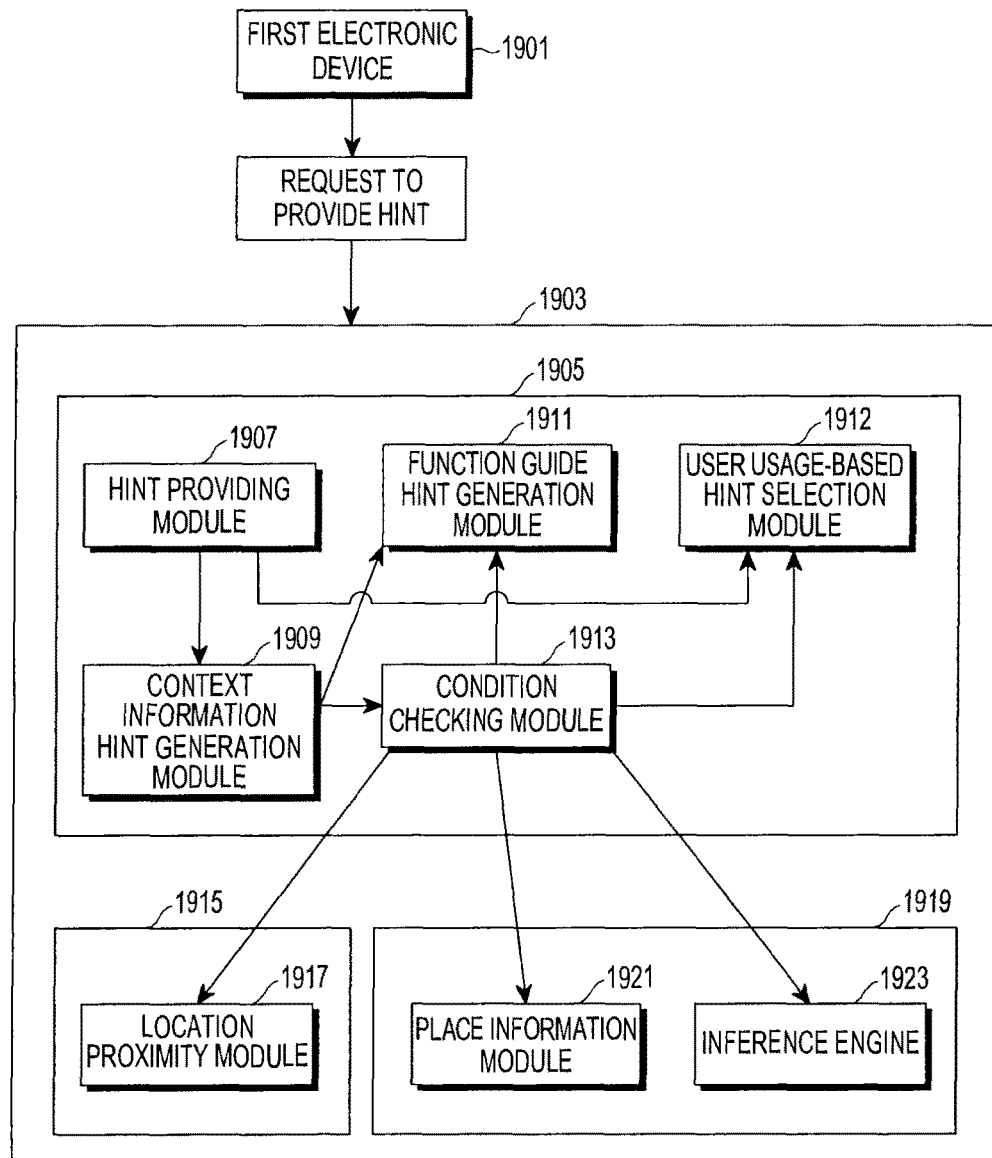 FIRST ELECTRONIC
DEVICE
1901
REQUEST TO
PROVIDE HINT
1903
1905
1907
HINT PROVIDING
MODULE
1911
FUNCTION GUIDE
HINT GENERATION
MODULE
1912
USER USAGE-BASED
HINT SELECTION
MODULE
1909
CONTEXT
INFORMATION
HINT GENERATION
MODULE
1913
CONDITION
CHECKING MODULE
1915
1917
LOCATION
PROXIMITY MODULE
1919
1921
PLACE INFORMATION
MODULE
1923
INFERENCE ENGINE